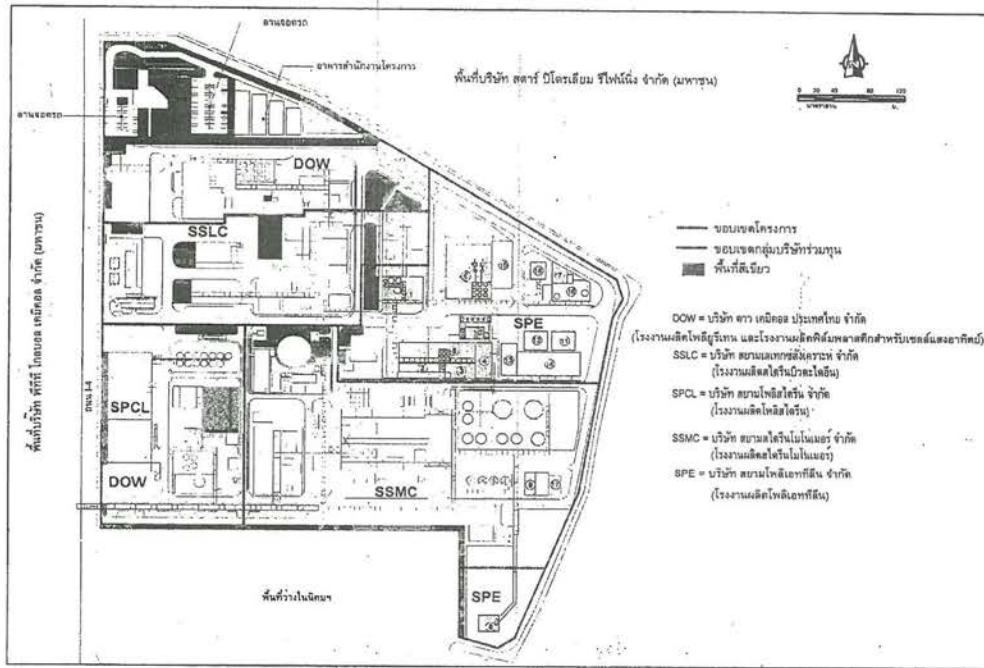 ลานจอดรถ
อาคารสำนักงานโครงการ
พื้นที่บริษัท สตาร์ ปิโตรเลียม รีไฟน์นิ่ง จำกัด (มหาชน)
0 20 40 80 120
มาตราส่วน ม.
ลานจอดรถ
DOW
SSLC
SPE
SPCL
DOW
SSMC
SPE
พื้นที่บริษัท พีทีที โกลบอล เคมิคอล จำกัด (มหาชน)
ถนน I-4
พื้นที่ว่างในนิคมฯ
ขอบเขตโครงการ
ขอบเขตกลุ่มบริษัทร่วมทุน
พื้นที่สีเขียว
DOW = บริษัท ดาว เคมิคอล ประเทศไทย จำกัด
(โรงงานผลิตโพลียูรีเทน และโรงงานผลิตฟิล์มพลาสติกสำหรับเซลล์แสงอาทิตย์)
SSLC = บริษัท สยามเลเทกซ์สังเคราะห์ จำกัด
(โรงงานผลิตสไตรีนบิวตะไดอีน)
SPCL = บริษัท สยามโพลิสไตรีน จำกัด
(โรงงานผลิตโพลิสไตรีน)
SSMC = บริษัท สยามสไตรีนโมโนเมอร์ จำกัด
(โรงงานผลิตสไตรีนโมโนเมอร์)
SPE = บริษัท สยามโพลิเอททีลีน จำกัด
(โรงงานผลิตโพลิเอททีลีน)